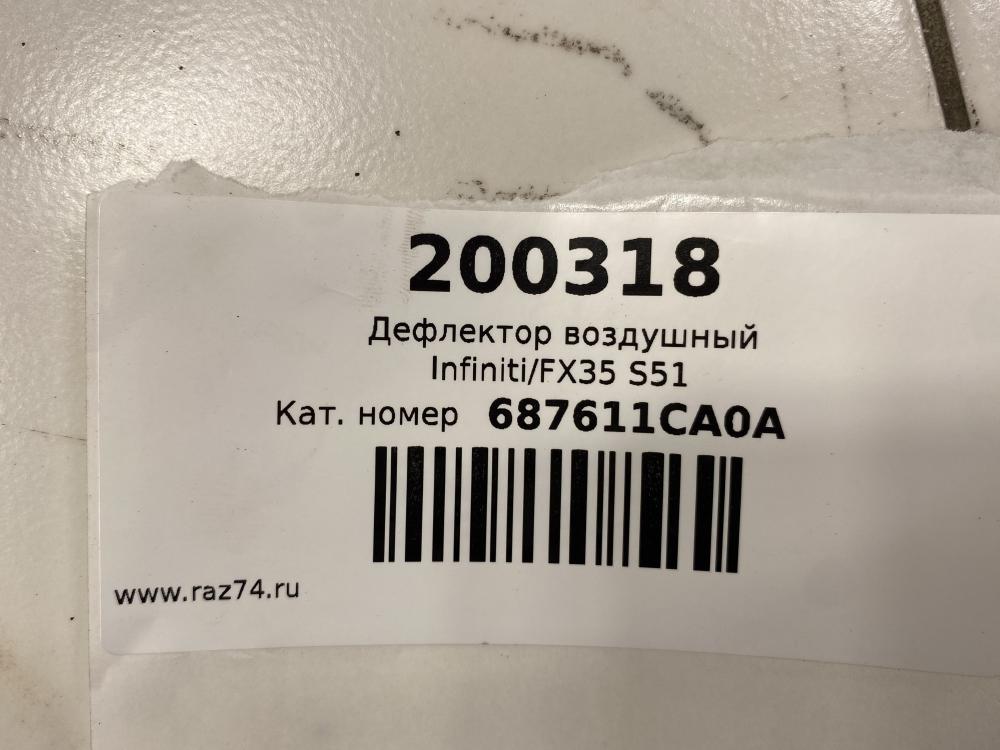 200318
Дефлектор воздушный
Infiniti/FX35 S51
Кат. номер 687611CA0A
www.raz74.ru